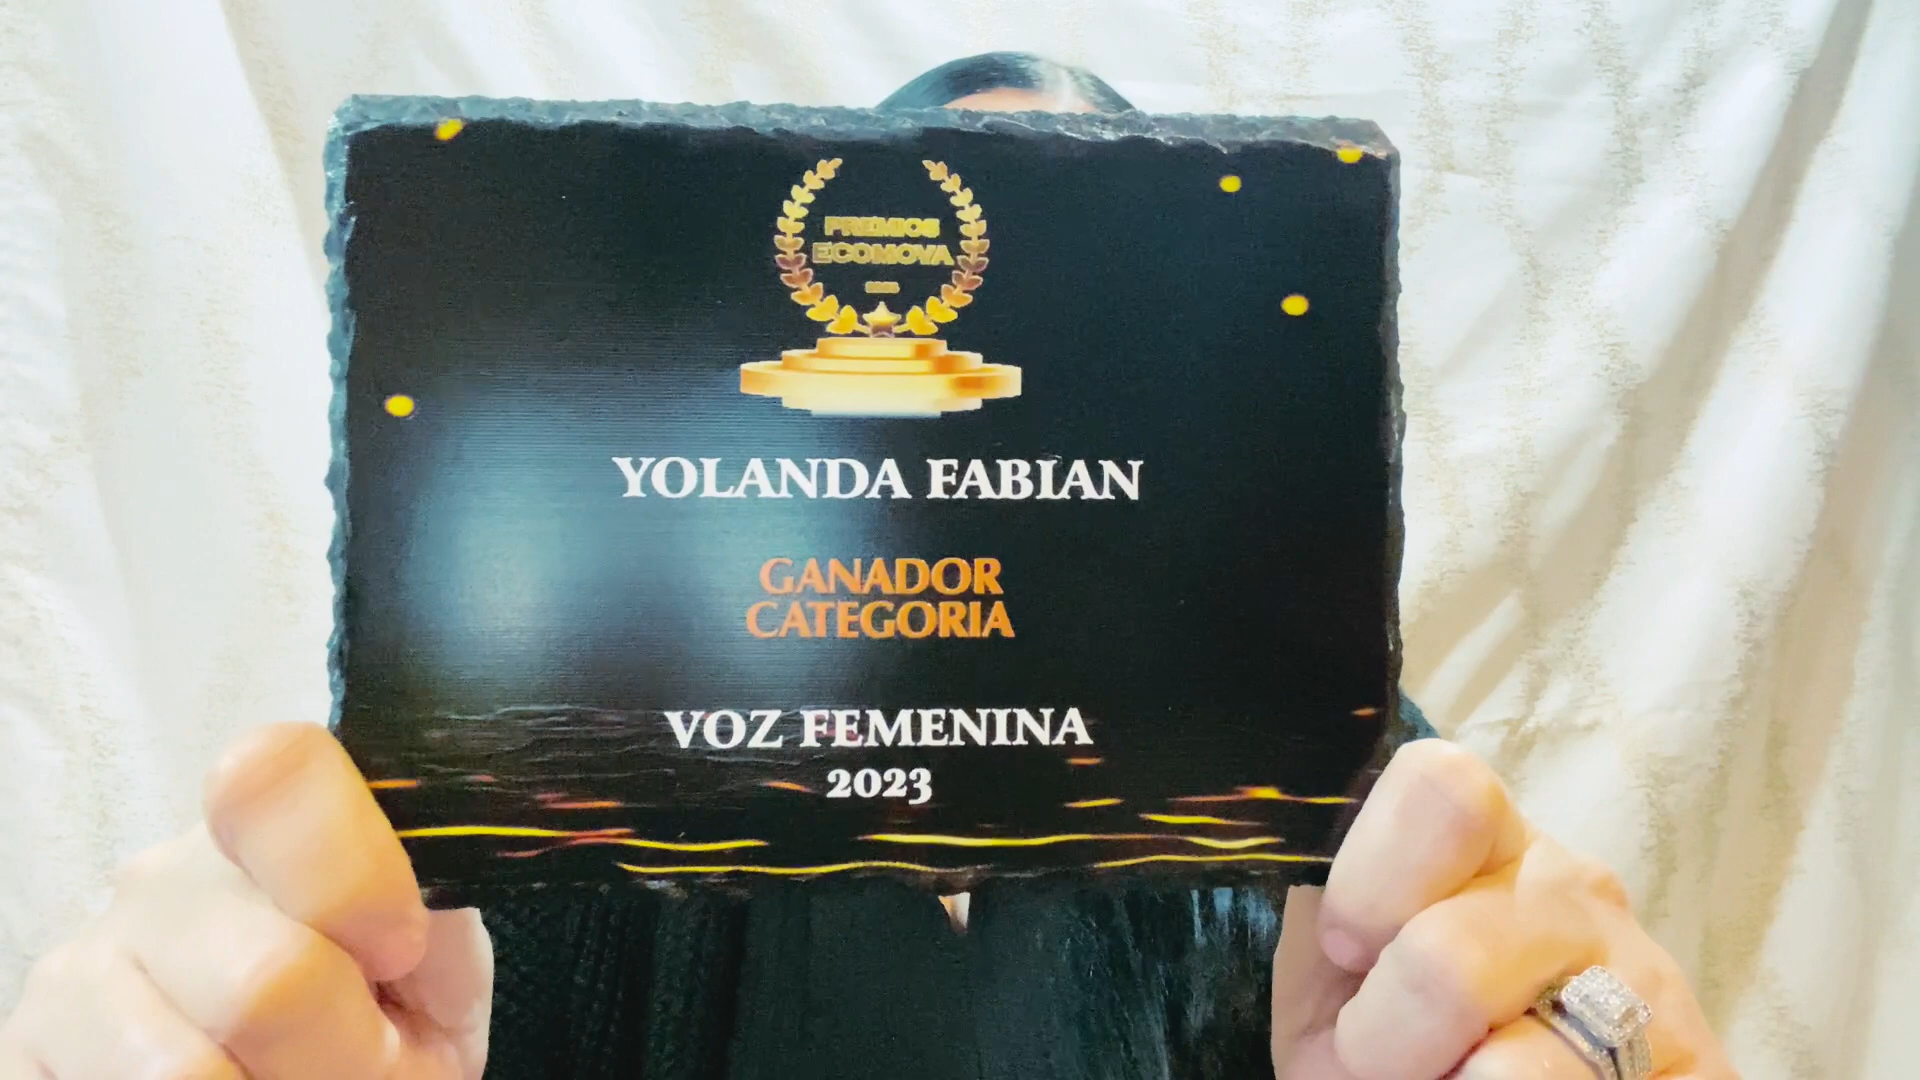 PREMIOS
ECOMOVA
YOLANDA FABIAN
GANADOR
CATEGORIA
VOZ FEMENINA
2023